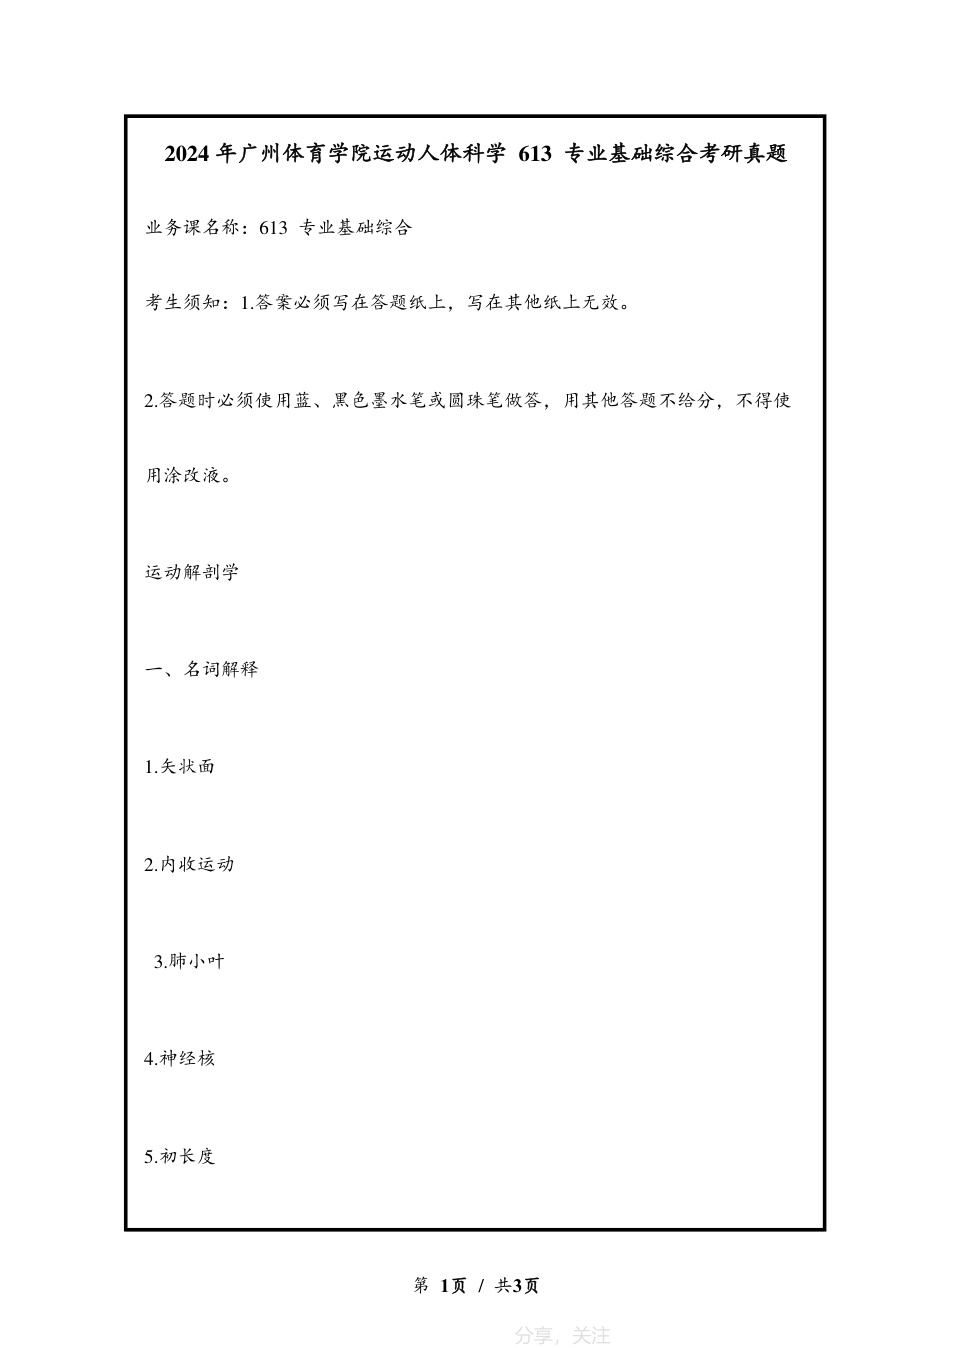 2024 年广州体育学院运动人体科学 613 专业基础综合考研真题
业务课名称：613 专业基础综合
考生须知：1.答案必须写在答题纸上，写在其他纸上无效。
2.答题时必须使用蓝、黑色墨水笔或圆珠笔做答，用其他答题不给分，不得使
用涂改液。
运动解剖学
一、名词解释
1.矢状面
2.内收运动
3.肺小叶
4.神经核
5.初长度
第 1页 / 共3页
分享，关注